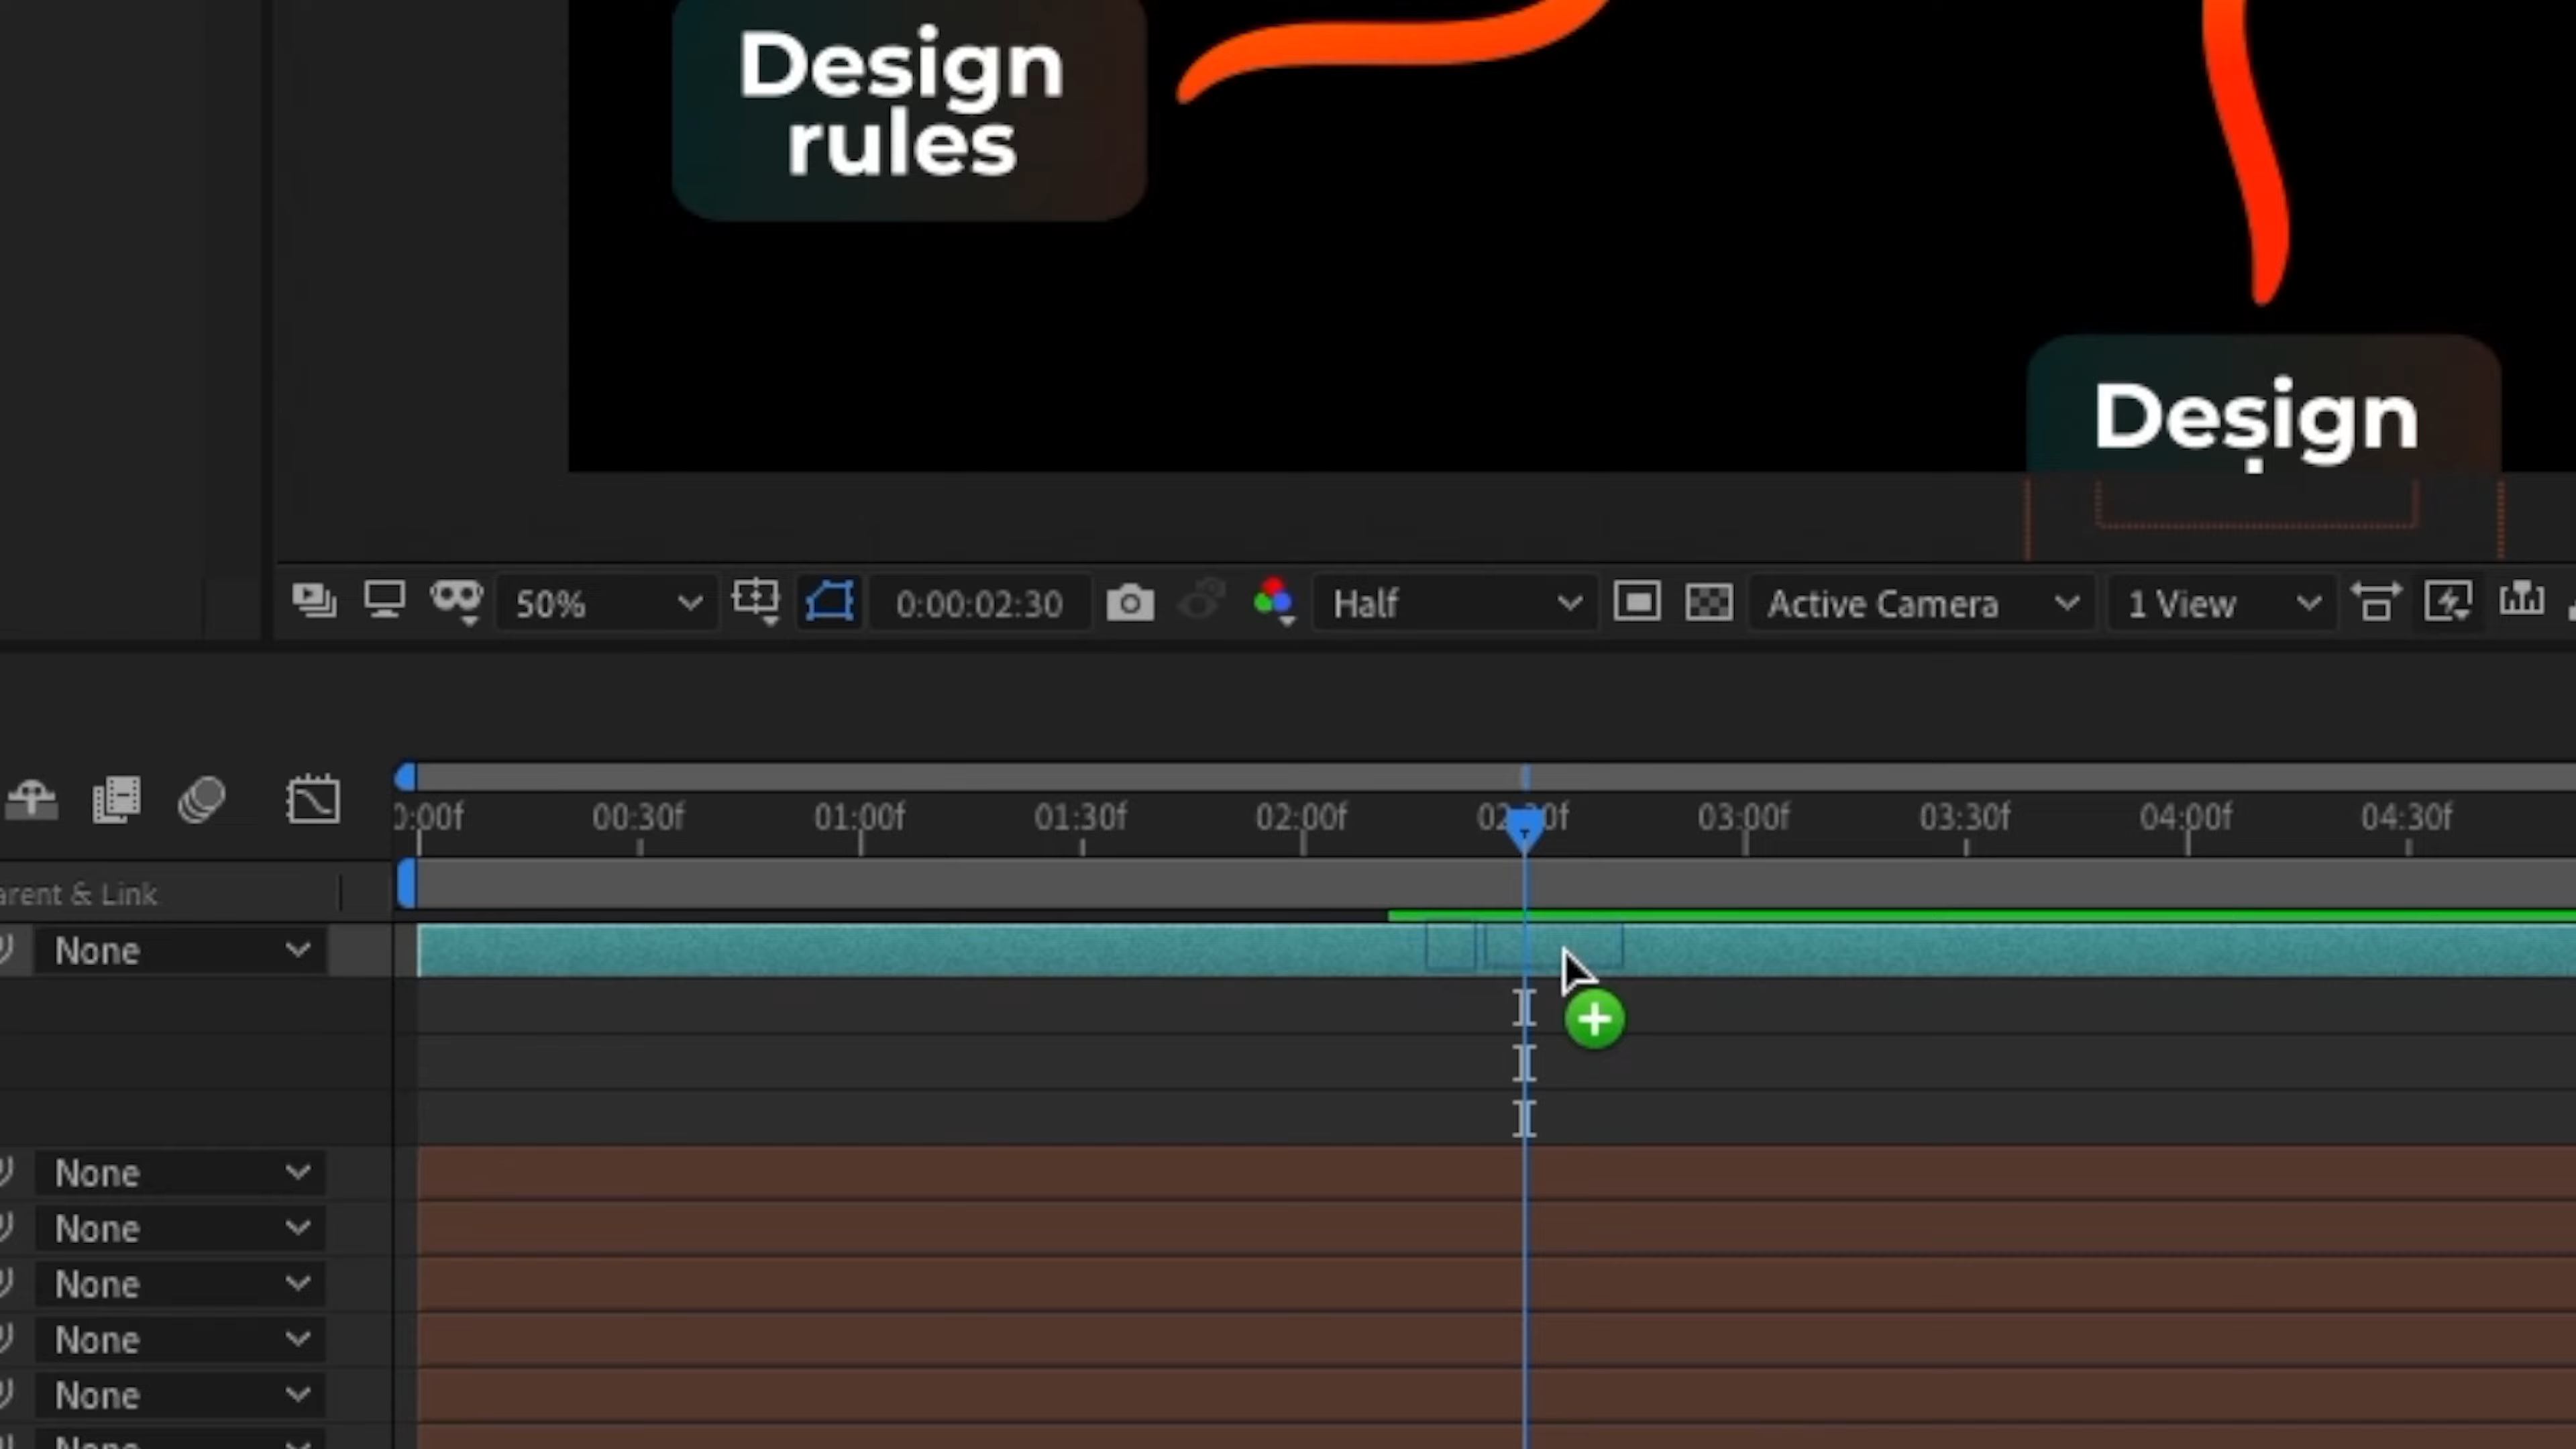 Design
rules
Design
50%
0:00:02:30
Half
Active Camera
1 View
0:00f 00:30f 01:00f 01:30f 02:00f 02:30f 03:00f 03:30f 04:00f 04:30f
arent & Link
None
None
None
None
None
None